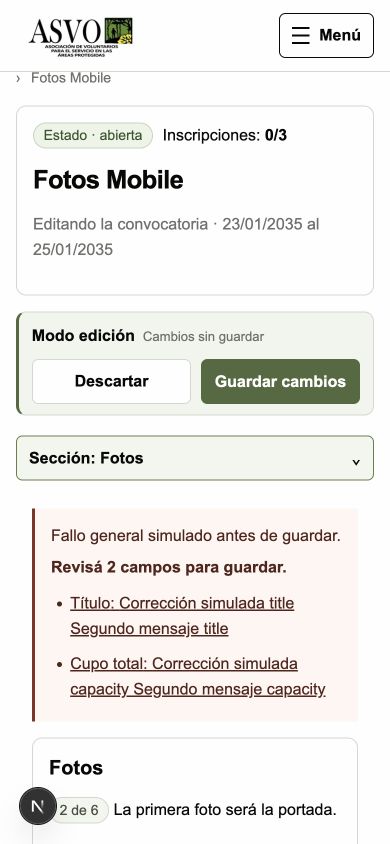 ASVO
ASOCIACIÓN DE VOLUNTARIOS
PARA EL SERVICIO EN LAS
ÁREAS PROTEGIDAS
Menú
› Fotos Mobile
Estado · abierta Inscripciones: 0/3
Fotos Mobile
Editando la convocatoria · 23/01/2035 al
25/01/2035
Modo edición Cambios sin guardar
Descartar
Guardar cambios
Sección: Fotos
Fallo general simulado antes de guardar.
Revisá 2 campos para guardar.
• Título: Corrección simulada title
Segundo mensaje title
• Cupo total: Corrección simulada
capacity Segundo mensaje capacity
Fotos
N
2 de 6 La primera foto será la portada.